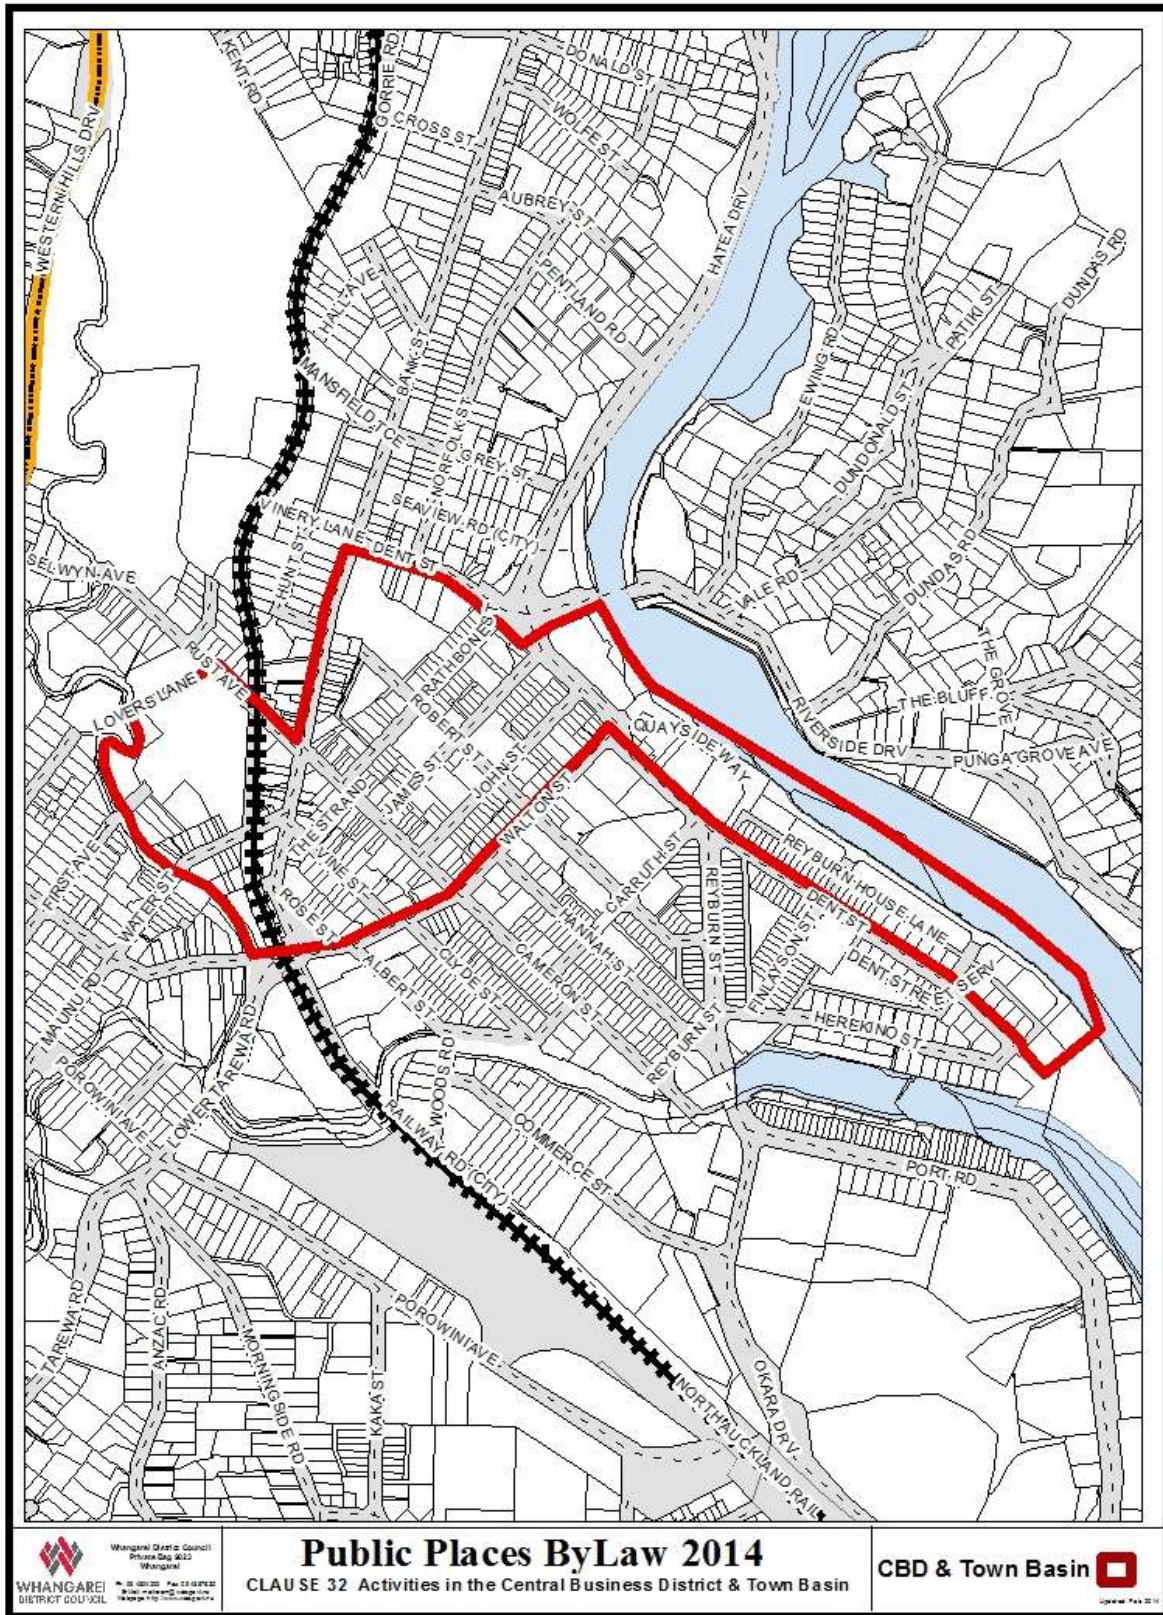 KENT RD
GORRIE RD
DONALD ST
CROSS ST
WOLFE ST
WESTERN HILLS DRV
AUBREY ST
HATEA DRV
PENTLAND RD
DUNDAS RD
HALL AVE
PATIKI ST
BANK ST
MANSFIELD TCE
EWING RD
NORFOLK ST
GREY ST
DUNDONALD ST
SEAVIEW RD (CITY)
VINERY LANE
DENT ST
HUNT ST
SELWYN AVE
VALE RD
DUNDAS RD
RATHBONE ST
RUST AVE
LOVERS LANE
ROBERT ST
THE GROVE
THE BLUFF
RIVERSIDE DRV
PUNGA GROVE AVE
QUAYSIDE WAY
JAMES ST
JOHN ST
THE STRAND
WALTON ST
THE VINE ST
FIRST AVE
WATER ST
ROSE ST
CARRUTH ST
REYBURN ST
REYBURN HOUSE LANE
DENT ST
FINLAYSON ST
HANNAH ST
CAMERON ST
CLYDE ST
ALBERT ST
DENT STREET SERV
MAUNU RD
HEREKINO ST
REYBURN ST
LOWER TAREWA RD
POROWINI AVE
WOODS RD
RAILWAY RD (CITY)
COMMERCE ST
PORT RD
TAREWA RD
ANZAC RD
MORNINGSIDE RD
POROWINI AVE
KAKA ST
OKARA DRV
NORTH AUCKLAND RAIL
WHANGAREI
DISTRICT COUNCIL
Whangarei District Council
Private Bag 9023
Whangarei
Public Places ByLaw 2014
CLAUSE 32 Activities in the Central Business District & Town Basin
CBD & Town Basin